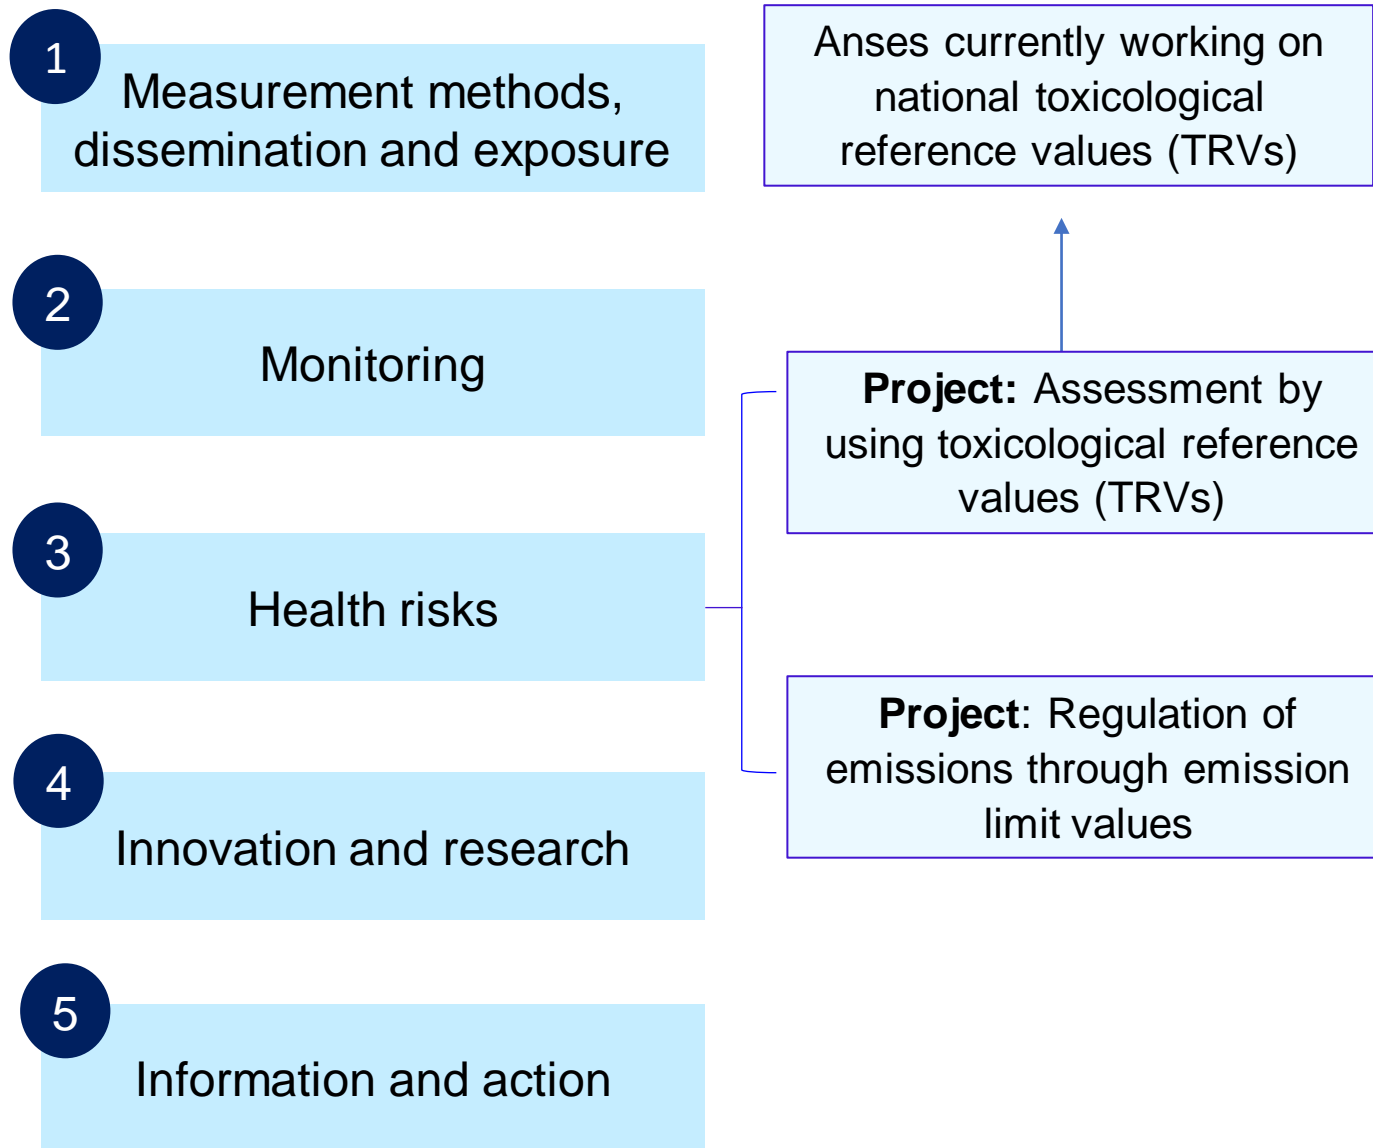 1
Measurement methods,
dissemination and exposure
2
Monitoring
3
Health risks
4
Innovation and research
5
Information and action
Anses currently working on
national toxicological
reference values (TRVs)
Project: Assessment by
using toxicological reference
values (TRVs)
Project: Regulation of
emissions through emission
limit values